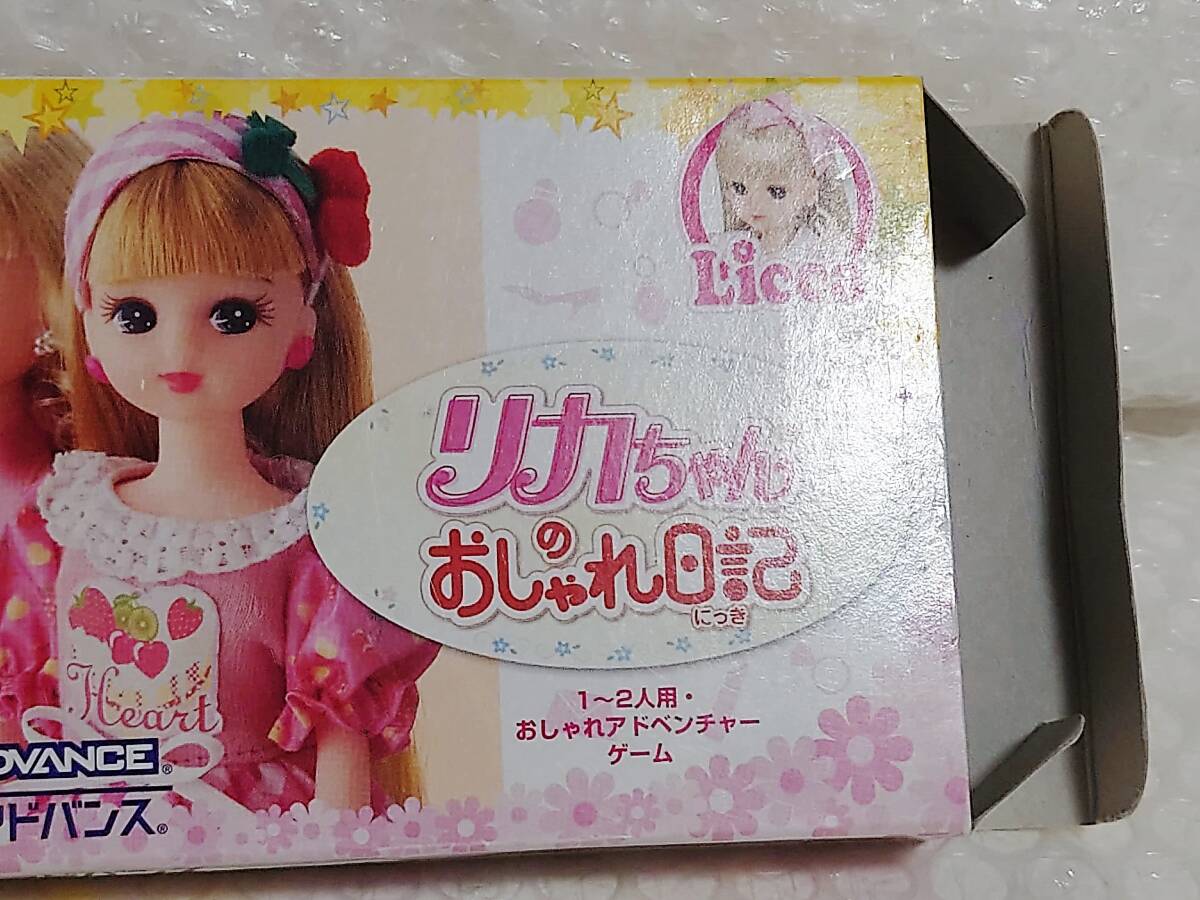 Licca
リカちゃん
の
おしゃれ日記
にっき
1～2人用・
おしゃれアドベンチャー
ゲーム
Heart
DVANCE®
ドバンス®